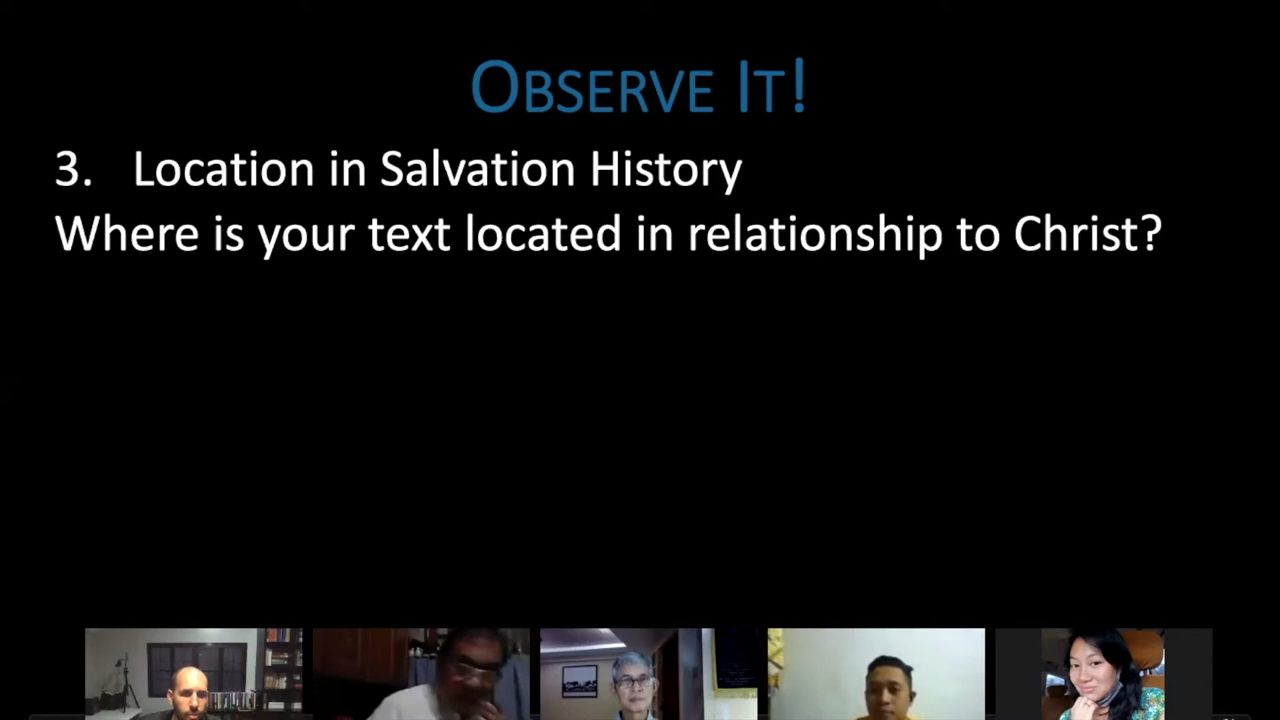 OBSERVE IT!
3. Location in Salvation History
Where is your text located in relationship to Christ?